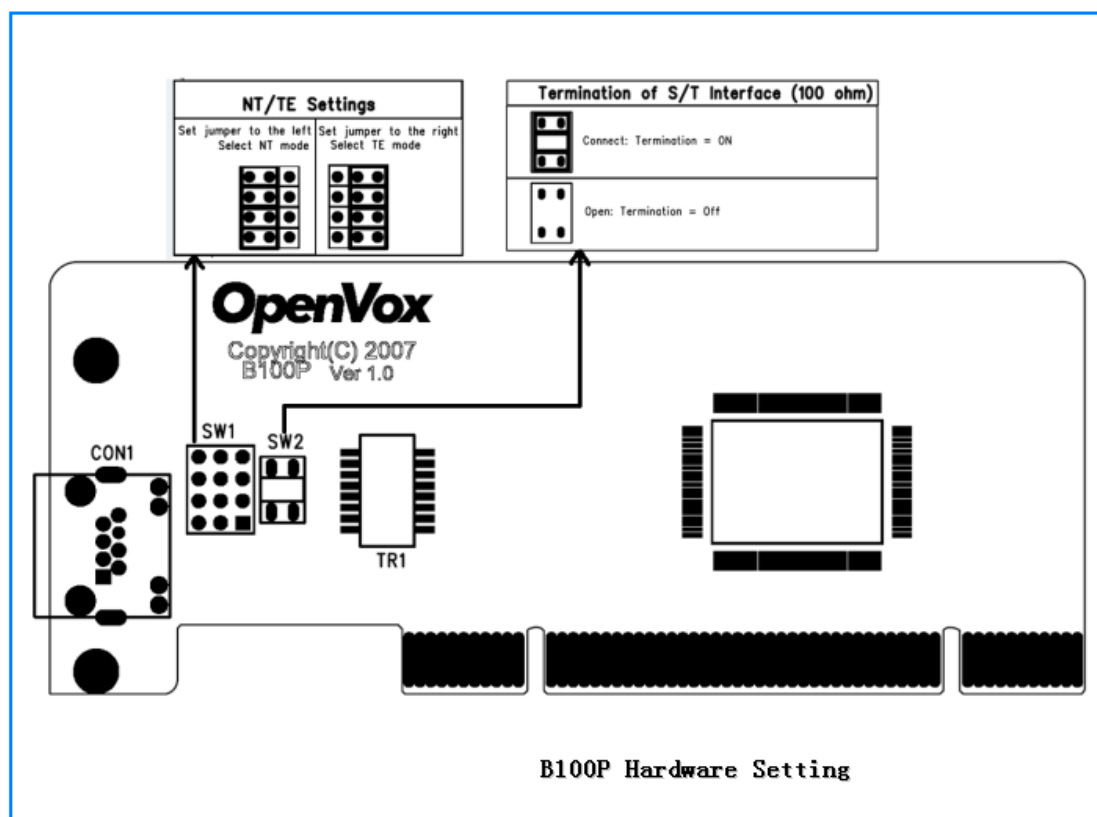 NT/TE Settings
Set jumper to the left
Select NT mode
Set jumper to the right
Select TE mode
Termination of S/T Interface (100 ohm)
Connect: Termination = ON
Open: Termination = Off
OpenVox
Copyright(C) 2007
B100P Ver 1.0
SW1
SW2
CON1
TR1
B100P Hardware Setting